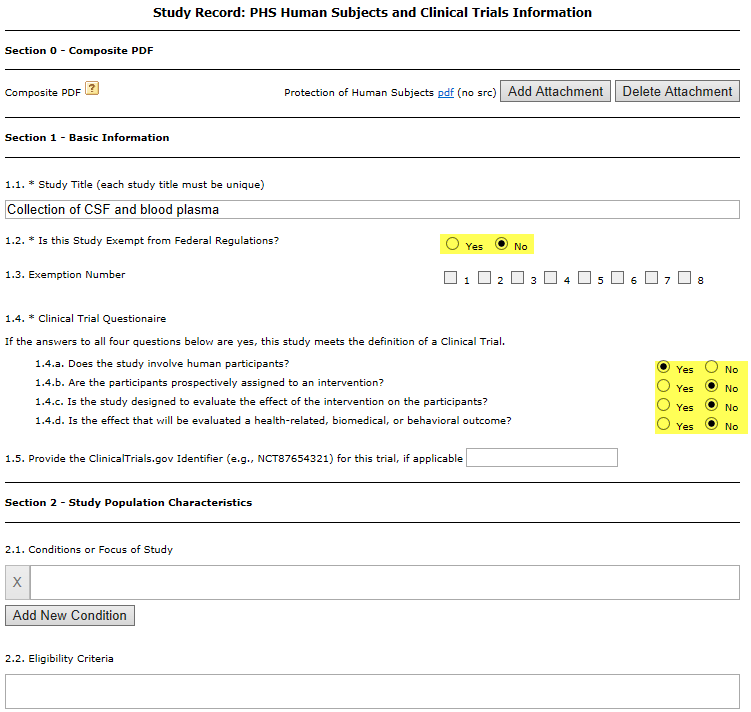 Study Record: PHS Human Subjects and Clinical Trials Information
Section 0 - Composite PDF
Composite PDF ? Protection of Human Subjects pdf (no src) Add Attachment Delete Attachment
Section 1 - Basic Information
1.1. * Study Title (each study title must be unique)
Collection of CSF and blood plasma
1.2. * Is this Study Exempt from Federal Regulations? Yes No
1.3. Exemption Number 1 2 3 4 5 6 7 8
1.4. * Clinical Trial Questionaire
If the answers to all four questions below are yes, this study meets the definition of a Clinical Trial.
1.4.a. Does the study involve human participants? Yes No
1.4.b. Are the participants prospectively assigned to an intervention? Yes No
1.4.c. Is the study designed to evaluate the effect of the intervention on the participants? Yes No
1.4.d. Is the effect that will be evaluated a health-related, biomedical, or behavioral outcome? Yes No
1.5. Provide the ClinicalTrials.gov Identifier (e.g., NCT87654321) for this trial, if applicable
Section 2 - Study Population Characteristics
2.1. Conditions or Focus of Study
X
Add New Condition
2.2. Eligibility Criteria